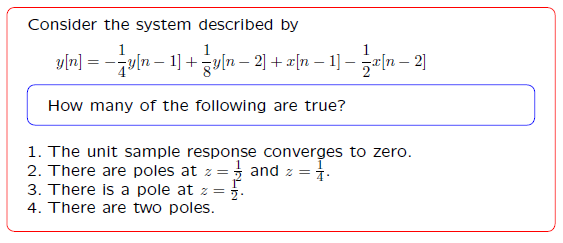 Consider the system described by
y[n] = −\frac{1}{4}y[n − 1] + \frac{1}{8}y[n − 2] + x[n − 1] − \frac{1}{2}x[n − 2]
How many of the following are true?
1. The unit sample response converges to zero.
2. There are poles at z = \frac{1}{2} and z = \frac{1}{4}.
3. There is a pole at z = \frac{1}{2}.
4. There are two poles.